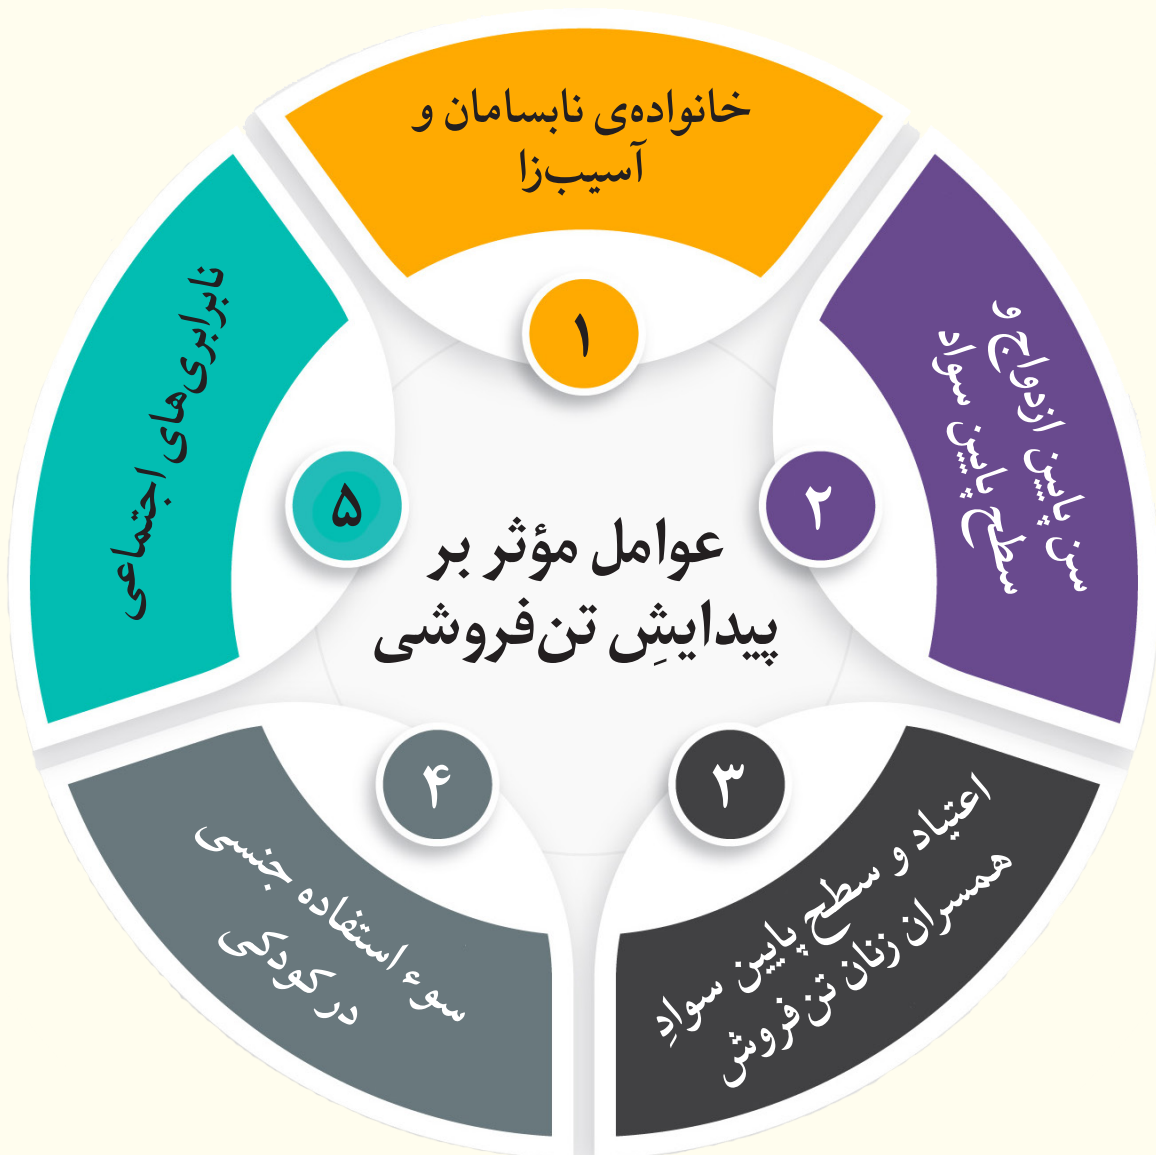 عوامل مؤثر بر
پیدایشِ تن‌فروشی
۱
خانواده‌ی نابسامان و
آسیب‌زا
۲
سن پایین ازدواج و
سطح پایین سواد
۳
اعتیاد و سطح پایین سوادِ
همسران زنان تن‌فروش
۴
سوء استفاده جنسی
در کودکی
۵
نابرابری‌های اجتماعی